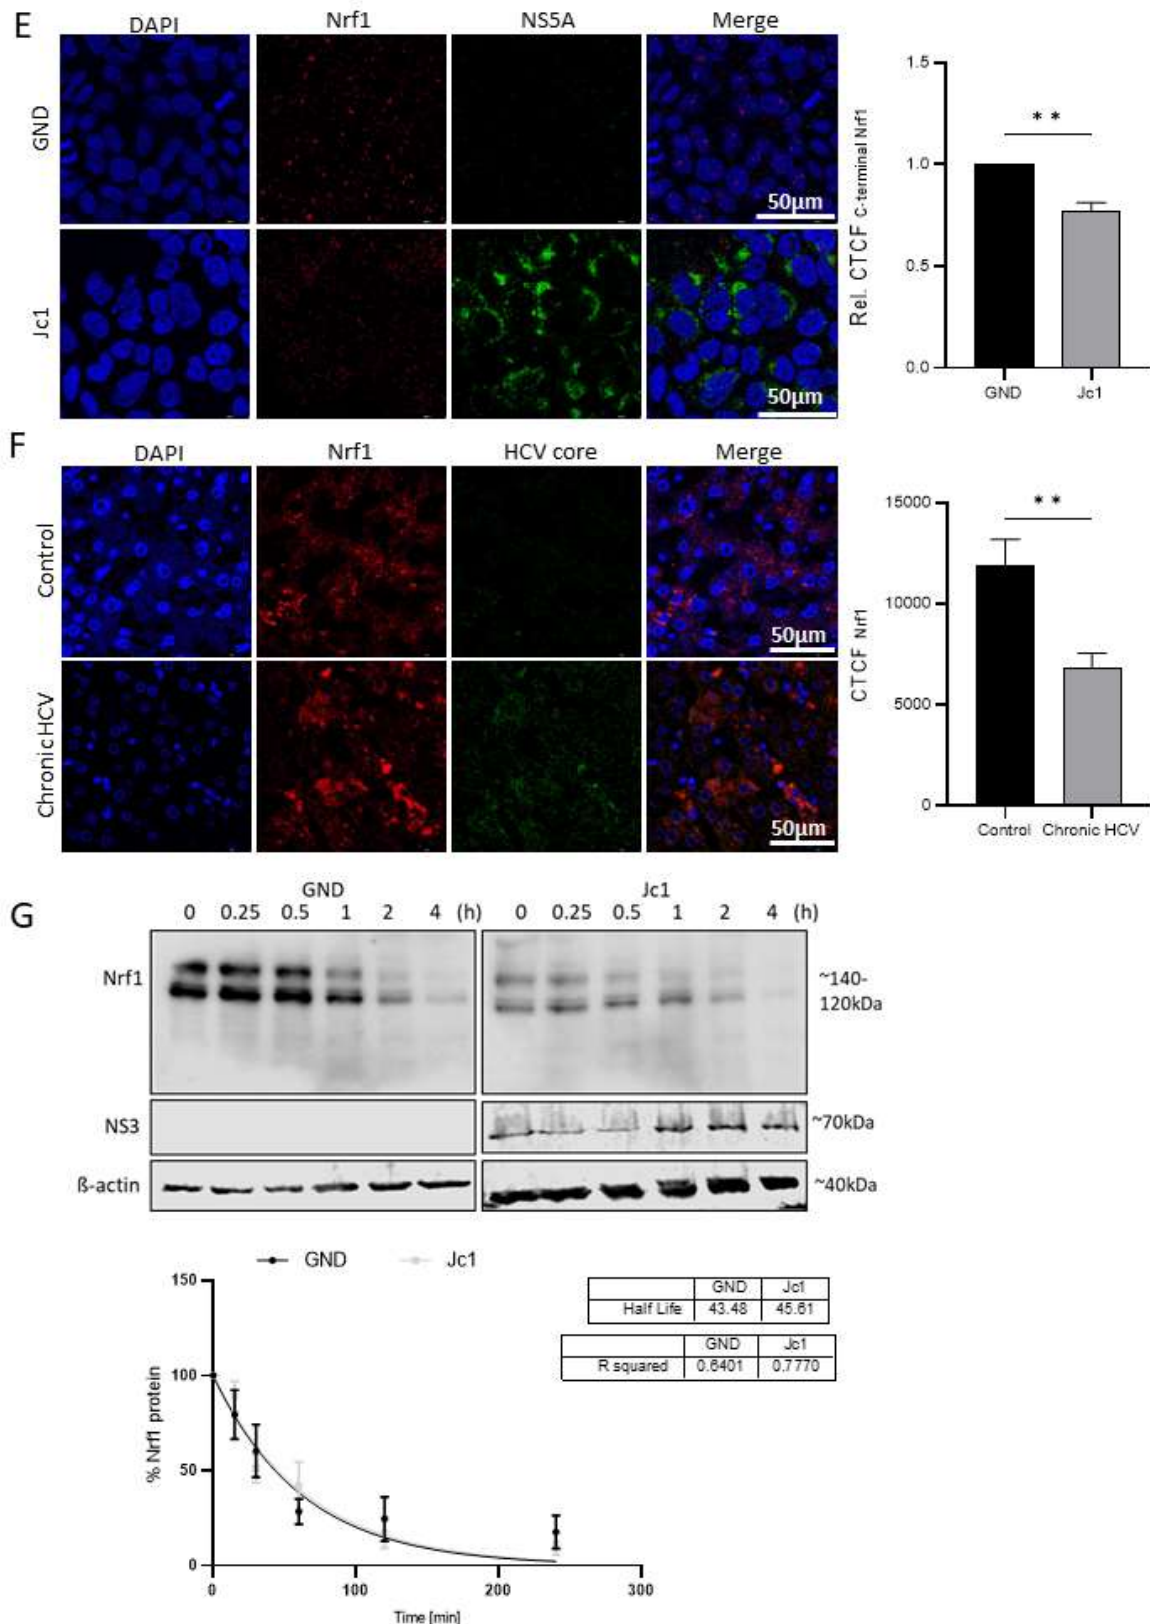 E
DAPI Nrf1 NS5A Merge
GND
50µm
Jc1
50µm
Rel. CTCF C-terminal Nrf1
1.5
**
1.0
0.5
0.0
GND Jc1
F
DAPI Nrf1 HCV core Merge
Control
50µm
ChronicHCV
50µm
CTCF Nrf1
15000
**
10000
5000
0
Control Chronic HCV
G
GND Jc1
0 0.25 0.5 1 2 4 (h) 0 0.25 0.5 1 2 4 (h)
Nrf1 ~140-
120kDa
NS3 ~70kDa
ß-actin ~40kDa
GND Jc1
% Nrf1 protein
150
100
50
0
0 100 200 300
Time [min]
GND Jc1
Half Life 43.48 45.61
GND Jc1
R squared 0.6401 0.7770